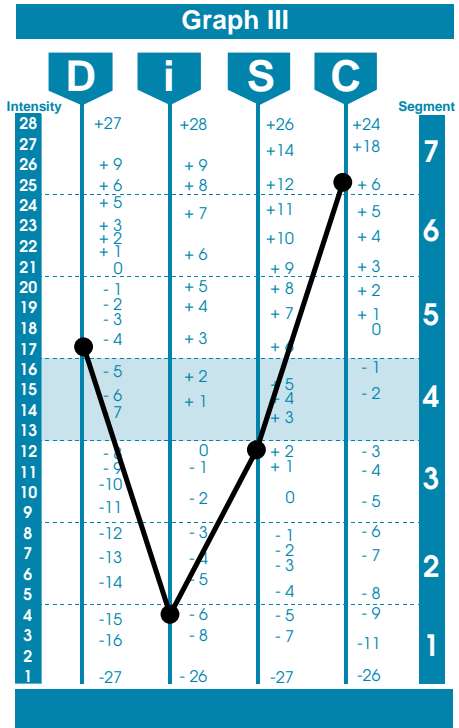 Graph III
D i S C
Intensity Segment
28 +27 +28 +26 +24
27 +14 +18 7
26 + 9 + 9
25 + 6 + 8 +12 + 6
24 + 5 + 7 +11 + 5
23 + 3 6
22 + 2 + 1 + 6 +10 + 4
21 0 + 9 + 3
20 - 1 + 5 + 8 + 2
19 - 2 + 4 + 7 + 1 5
18 - 3 + 3 0
17 - 4
16 - 5 + 2 - 1
15 - 6 + 1 - 4 - 2 4
14 7 + 3
13
12 0 + 2 - 3
11 - 1 + 1 - 4 3
10 -10 - 2 0 - 5
9 -11
8 -12 - 3 - 1 - 6
7 -13 - 2 - 7 2
6 -14 - 5 - 3
5 - 4 - 8
4 -15 - 6 - 5 - 9
3 -16 - 8 - 7 -11 1
2
1 -27 - 26 -27 -26